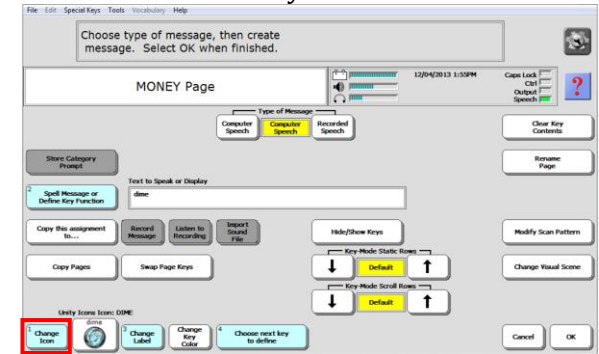 File Edit Special Keys Tools Vocabulary Help
Choose type of message, then create
message. Select OK when finished.
MONEY Page
12/04/2013 1:55PM
Caps Lock
Ctrl
Output
Speech
?
Type of Message
Computer Speech
Computer Speech
Recorded Speech
Clear Key Contents
Store Category Prompt
Rename Page
2 Spell Message or Define Key Function
Text to Speak or Display
dime
Copy this assignment to...
Record Message
Listen to Recording
Import Sound File
Hide/Show Keys
Modify Scan Pattern
Key-Mode Static Rows
Copy Pages
Swap Page Keys
Default
Change Visual Scene
Key-Mode Scroll Rows
Default
Unity Icons Icon: DIME
1 Change Icon
dime
3 Change Label
Change Key Color
4 Choose next key to define
Cancel
OK